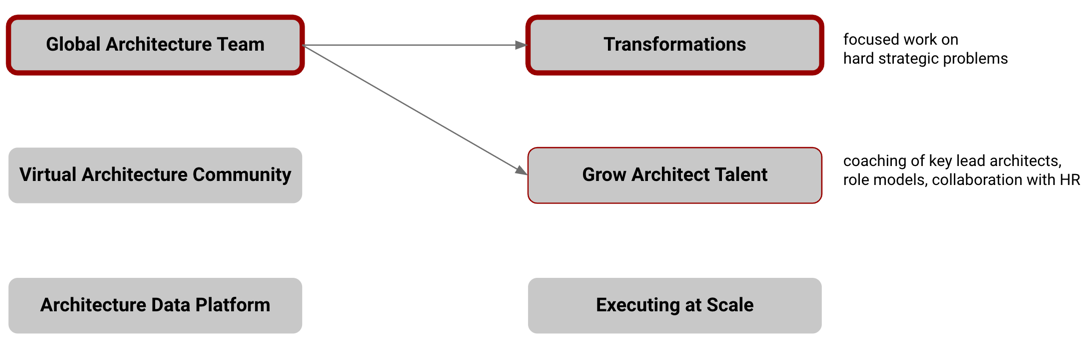 Global Architecture Team
Transformations
focused work on
hard strategic problems
Virtual Architecture Community
Grow Architect Talent
coaching of key lead architects,
role models, collaboration with HR
Architecture Data Platform
Executing at Scale